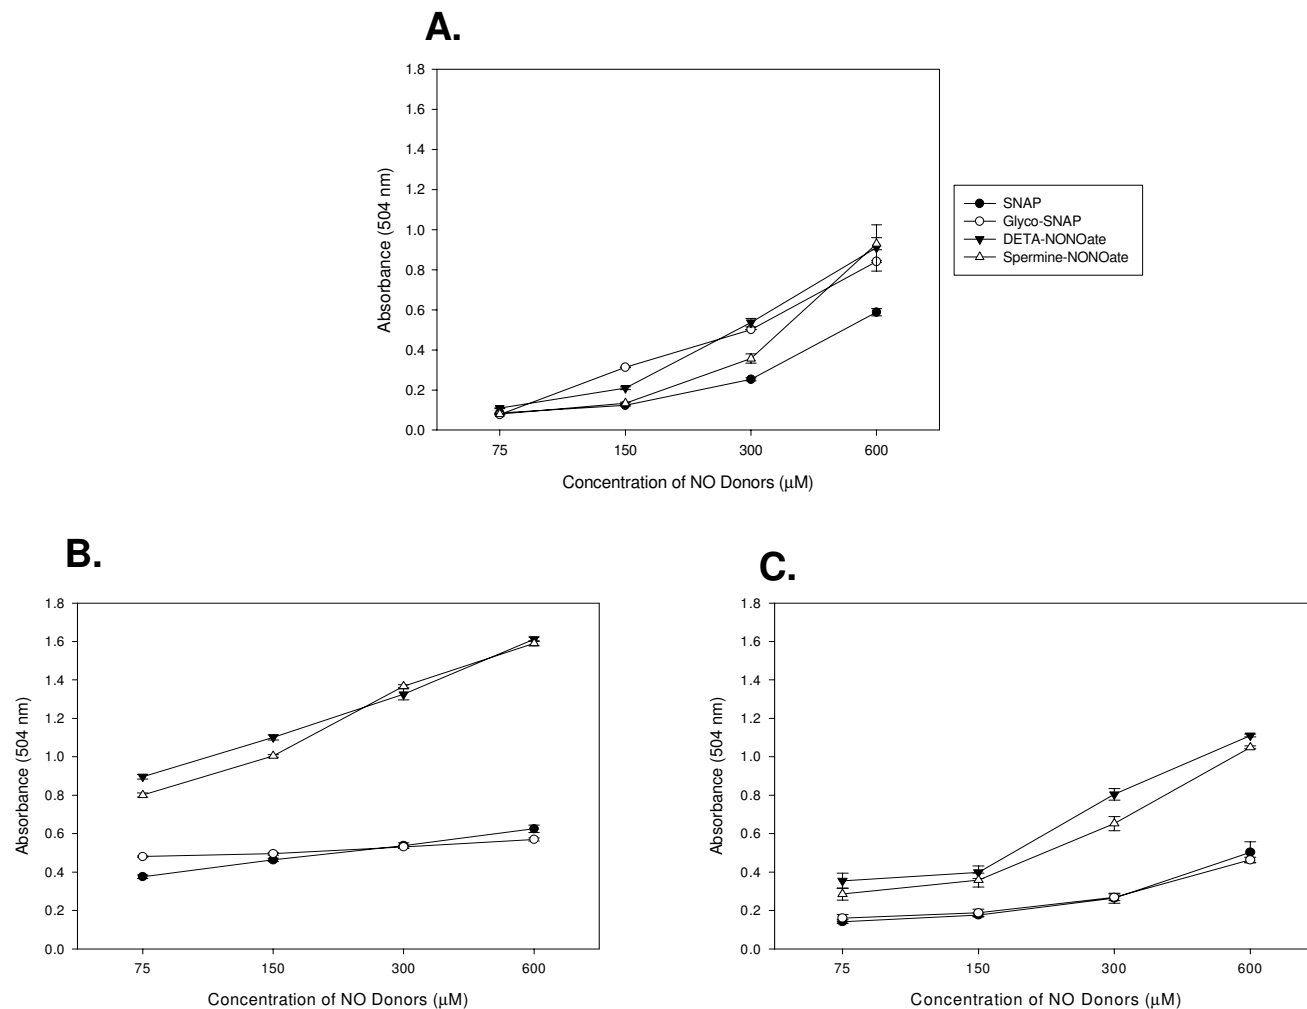 A.
1.8
1.6
1.4
1.2
1.0
0.8
0.6
0.4
0.2
0.0
Absorbance (504 nm)
75 150 300 600
Concentration of NO Donors (μM)
SNAP
Glyco-SNAP
DETA-NONOate
Spermine-NONOate
B.
1.8
1.6
1.4
1.2
1.0
0.8
0.6
0.4
0.2
0.0
Absorbance (504 nm)
75 150 300 600
Concentration of NO Donors (μM)
C.
1.8
1.6
1.4
1.2
1.0
0.8
0.6
0.4
0.2
0.0
Absorbance (504 nm)
75 150 300 600
Concentration of NO Donors (μM)